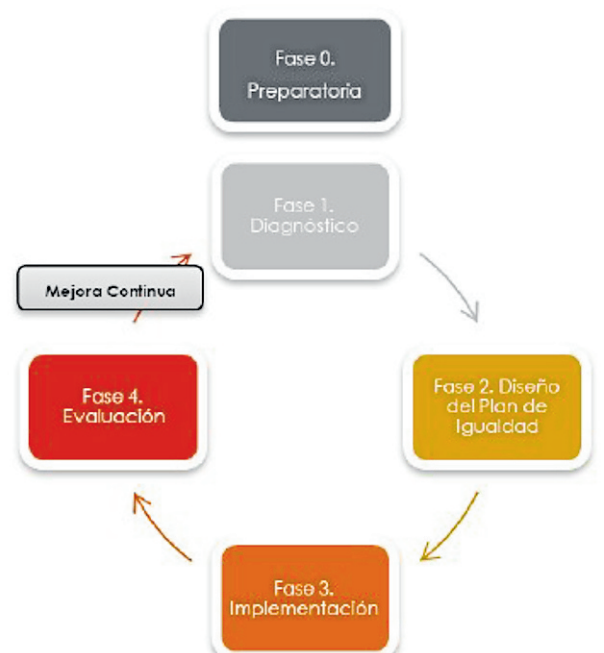 Fase 0.
Preparatoria
Fase 1.
Diagnóstico
Mejora Continua
Fase 4.
Evaluación
Fase 2. Diseño
del Plan de
Igualdad
Fase 3.
Implementación